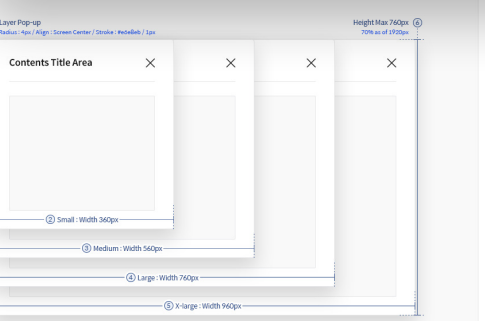 Layer Pop-up
Height Max 760px ⑥
Radius : 4px / Align : Screen Center / Stroke : #e6e8eb / 1px
70% as of 1920px
Contents Title Area
② Small : Width 360px
③ Medium : Width 560px
④ Large : Width 760px
⑤ X-large : Width 960px